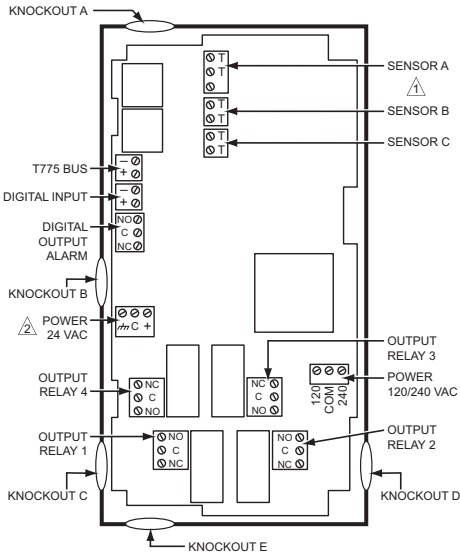 KNOCKOUT A
T
T
SENSOR A
1
T
T
SENSOR B
T
T
SENSOR C
T775 BUS
–
+
DIGITAL INPUT
–
+
DIGITAL
OUTPUT
ALARM
NO
C
NC
KNOCKOUT B
2
POWER
24 VAC
C +
OUTPUT
RELAY 3
OUTPUT
RELAY 4
NC
C
NO
NC
C
NO
120
COM
240
POWER
120/240 VAC
OUTPUT
RELAY 1
NO
C
NC
NO
C
NC
OUTPUT
RELAY 2
KNOCKOUT C
KNOCKOUT D
KNOCKOUT E